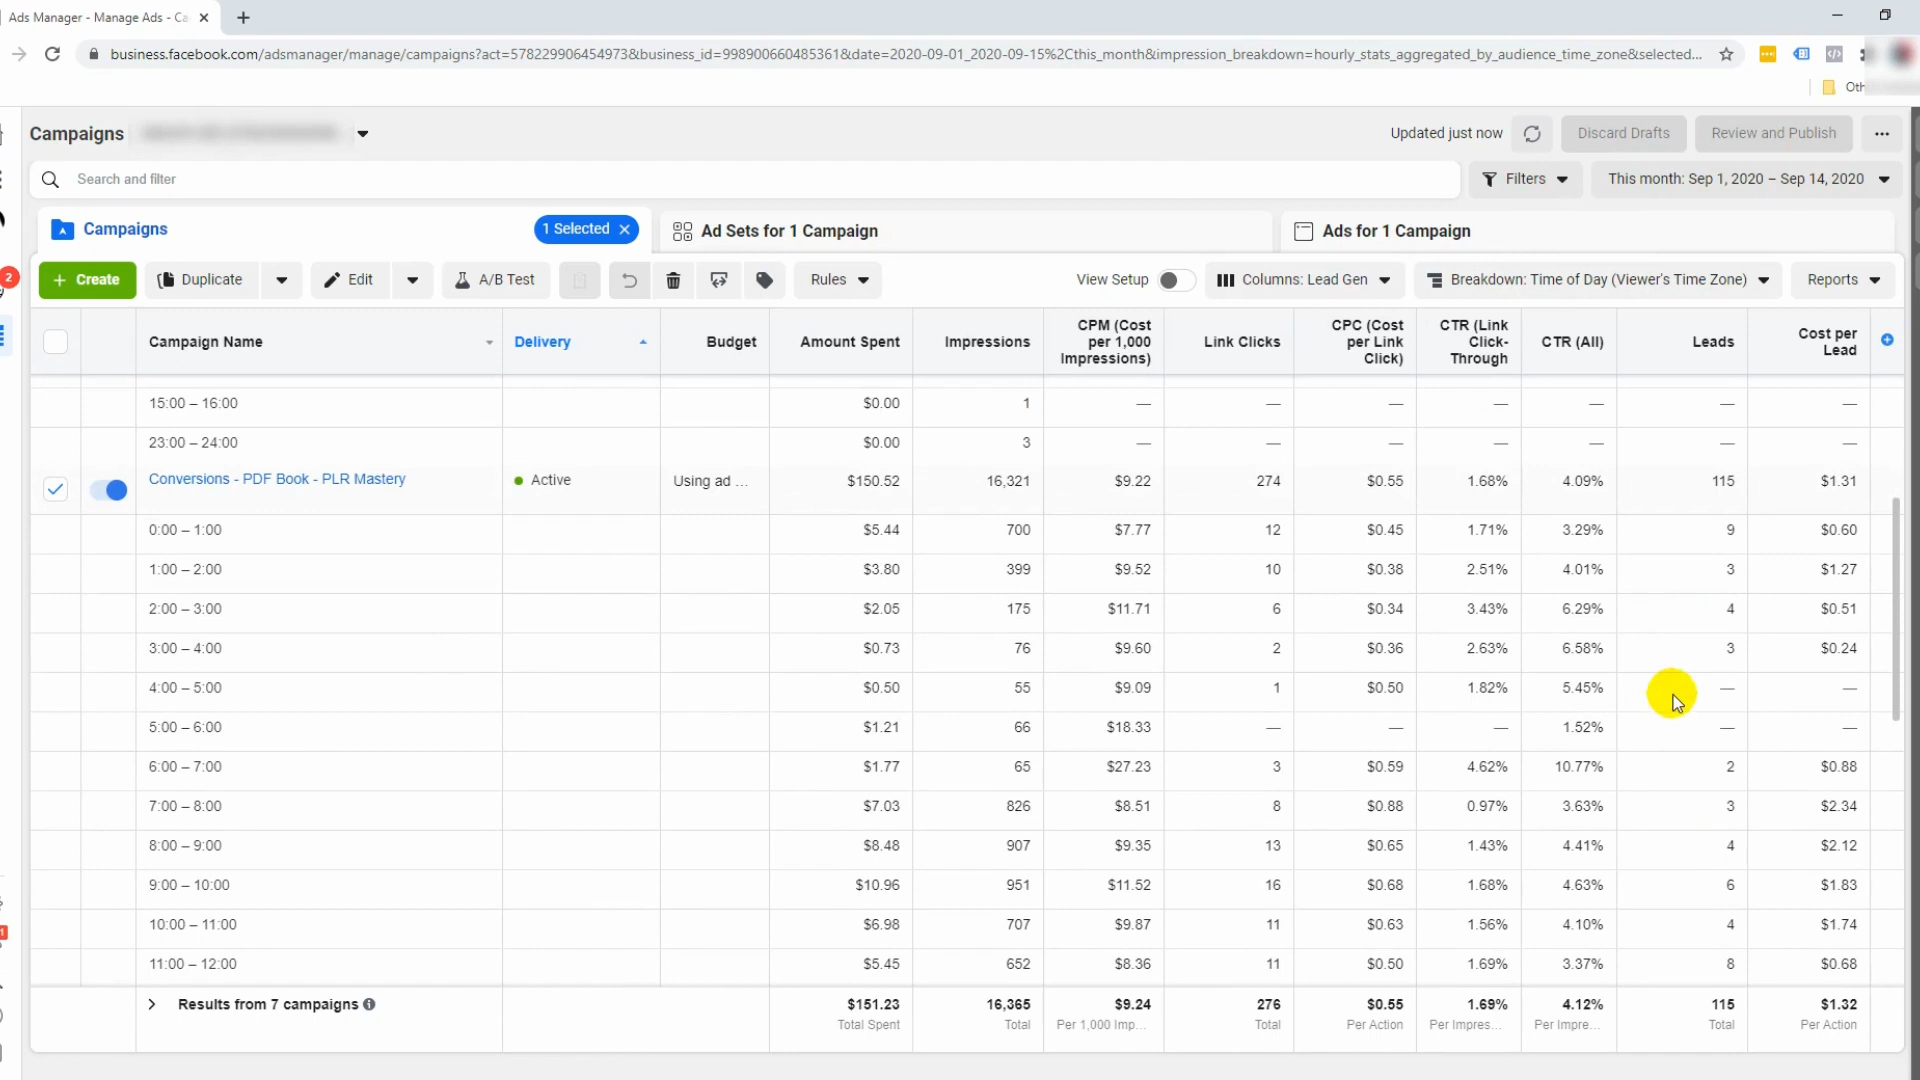 Ads Manager - Manage Ads - Ca
business.facebook.com/adsmanager/manage/campaigns?act=578229906454973&business_id=998900660485361&date=2020-09-01_2020-09-15%2Cthis_month&impression_breakdown=hourly_stats_aggregated_by_audience_time_zone&selected...
Oth
Campaigns
Updated just now
Discard Drafts
Review and Publish
Search and filter
Filters
This month: Sep 1, 2020 – Sep 14, 2020
Campaigns
1 Selected
Ad Sets for 1 Campaign
Ads for 1 Campaign
2
+ Create Duplicate Edit A/B Test Rules View Setup Columns: Lead Gen Breakdown: Time of Day (Viewer's Time Zone) Reports
Campaign Name Delivery Budget Amount Spent Impressions CPM (Cost per 1,000 Impressions) Link Clicks CPC (Cost per Link Click) CTR (Link Click-Through CTR (All) Leads Cost per Lead
15:00 – 16:00 $0.00 1 — — — — — — —
23:00 – 24:00 $0.00 3 — — — — — — —
Conversions - PDF Book - PLR Mastery Active Using ad ... $150.52 16,321 $9.22 274 $0.55 1.68% 4.09% 115 $1.31
0:00 – 1:00 $5.44 700 $7.77 12 $0.45 1.71% 3.29% 9 $0.60
1:00 – 2:00 $3.80 399 $9.52 10 $0.38 2.51% 4.01% 3 $1.27
2:00 – 3:00 $2.05 175 $11.71 6 $0.34 3.43% 6.29% 4 $0.51
3:00 – 4:00 $0.73 76 $9.60 2 $0.36 2.63% 6.58% 3 $0.24
4:00 – 5:00 $0.50 55 $9.09 1 $0.50 1.82% 5.45% — —
5:00 – 6:00 $1.21 66 $18.33 — — — 1.52% — —
6:00 – 7:00 $1.77 65 $27.23 3 $0.59 4.62% 10.77% 2 $0.88
7:00 – 8:00 $7.03 826 $8.51 8 $0.88 0.97% 3.63% 3 $2.34
8:00 – 9:00 $8.48 907 $9.35 13 $0.65 1.43% 4.41% 4 $2.12
9:00 – 10:00 $10.96 951 $11.52 16 $0.68 1.68% 4.63% 6 $1.83
10:00 – 11:00 $6.98 707 $9.87 11 $0.63 1.56% 4.10% 4 $1.74
11:00 – 12:00 $5.45 652 $8.36 11 $0.50 1.69% 3.37% 8 $0.68
Results from 7 campaigns $151.23 16,365 $9.24 276 $0.55 1.69% 4.12% 115 $1.32
Total Spent Total Per 1,000 Imp... Total Per Action Per Impres... Per Impre... Total Per Action